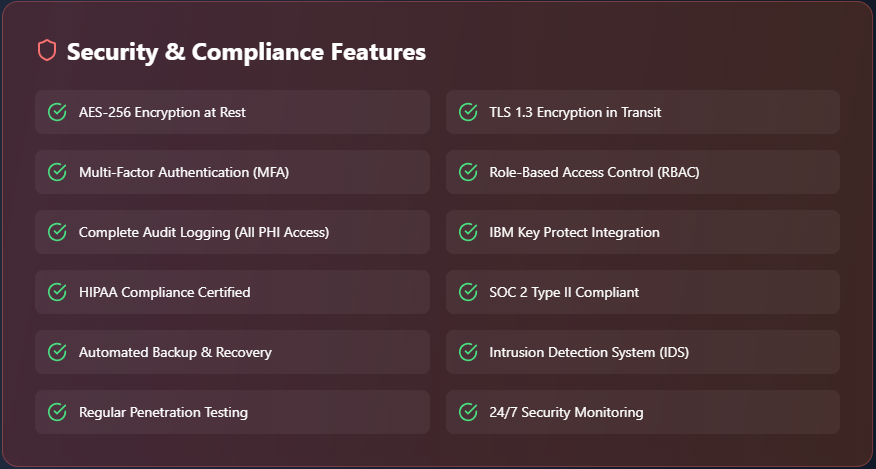 Security & Compliance Features
AES-256 Encryption at Rest
TLS 1.3 Encryption in Transit
Multi-Factor Authentication (MFA)
Role-Based Access Control (RBAC)
Complete Audit Logging (All PHI Access)
IBM Key Protect Integration
HIPAA Compliance Certified
SOC 2 Type II Compliant
Automated Backup & Recovery
Intrusion Detection System (IDS)
Regular Penetration Testing
24/7 Security Monitoring